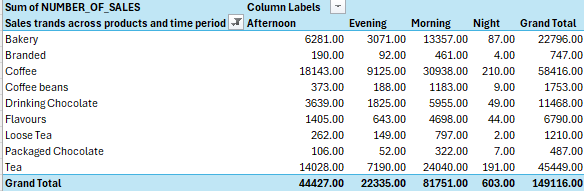 Sum of NUMBER_OF_SALES Column Labels
Sales trands across products and time period Afternoon Evening Morning Night Grand Total
Bakery 6281.00 3071.00 13357.00 87.00 22796.00
Branded 190.00 92.00 461.00 4.00 747.00
Coffee 18143.00 9125.00 30938.00 210.00 58416.00
Coffee beans 373.00 188.00 1183.00 9.00 1753.00
Drinking Chocolate 3639.00 1825.00 5955.00 49.00 11468.00
Flavours 1405.00 643.00 4698.00 44.00 6790.00
Loose Tea 262.00 149.00 797.00 2.00 1210.00
Packaged Chocolate 106.00 52.00 322.00 7.00 487.00
Tea 14028.00 7190.00 24040.00 191.00 45449.00
Grand Total 44427.00 22335.00 81751.00 603.00 149116.00